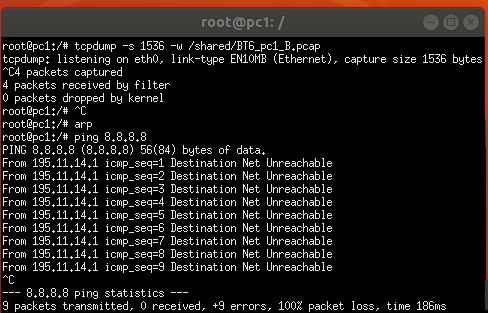 root@pc1: /
root@pc1:/# tcpdump -s 1536 -w /shared/BT6_pc1_B.pcap
tcpdump: listening on eth0, link-type EN10MB (Ethernet), capture size 1536 bytes
^C4 packets captured
4 packets received by filter
0 packets dropped by kernel
root@pc1:/# ^C
root@pc1:/# arp
root@pc1:/# ping 8.8.8.8
PING 8.8.8.8 (8.8.8.8) 56(84) bytes of data.
From 195.11.14.1 icmp_seq=1 Destination Net Unreachable
From 195.11.14.1 icmp_seq=2 Destination Net Unreachable
From 195.11.14.1 icmp_seq=3 Destination Net Unreachable
From 195.11.14.1 icmp_seq=4 Destination Net Unreachable
From 195.11.14.1 icmp_seq=5 Destination Net Unreachable
From 195.11.14.1 icmp_seq=6 Destination Net Unreachable
From 195.11.14.1 icmp_seq=7 Destination Net Unreachable
From 195.11.14.1 icmp_seq=8 Destination Net Unreachable
From 195.11.14.1 icmp_seq=9 Destination Net Unreachable
^C
--- 8.8.8.8 ping statistics ---
9 packets transmitted, 0 received, +9 errors, 100% packet loss, time 186ms